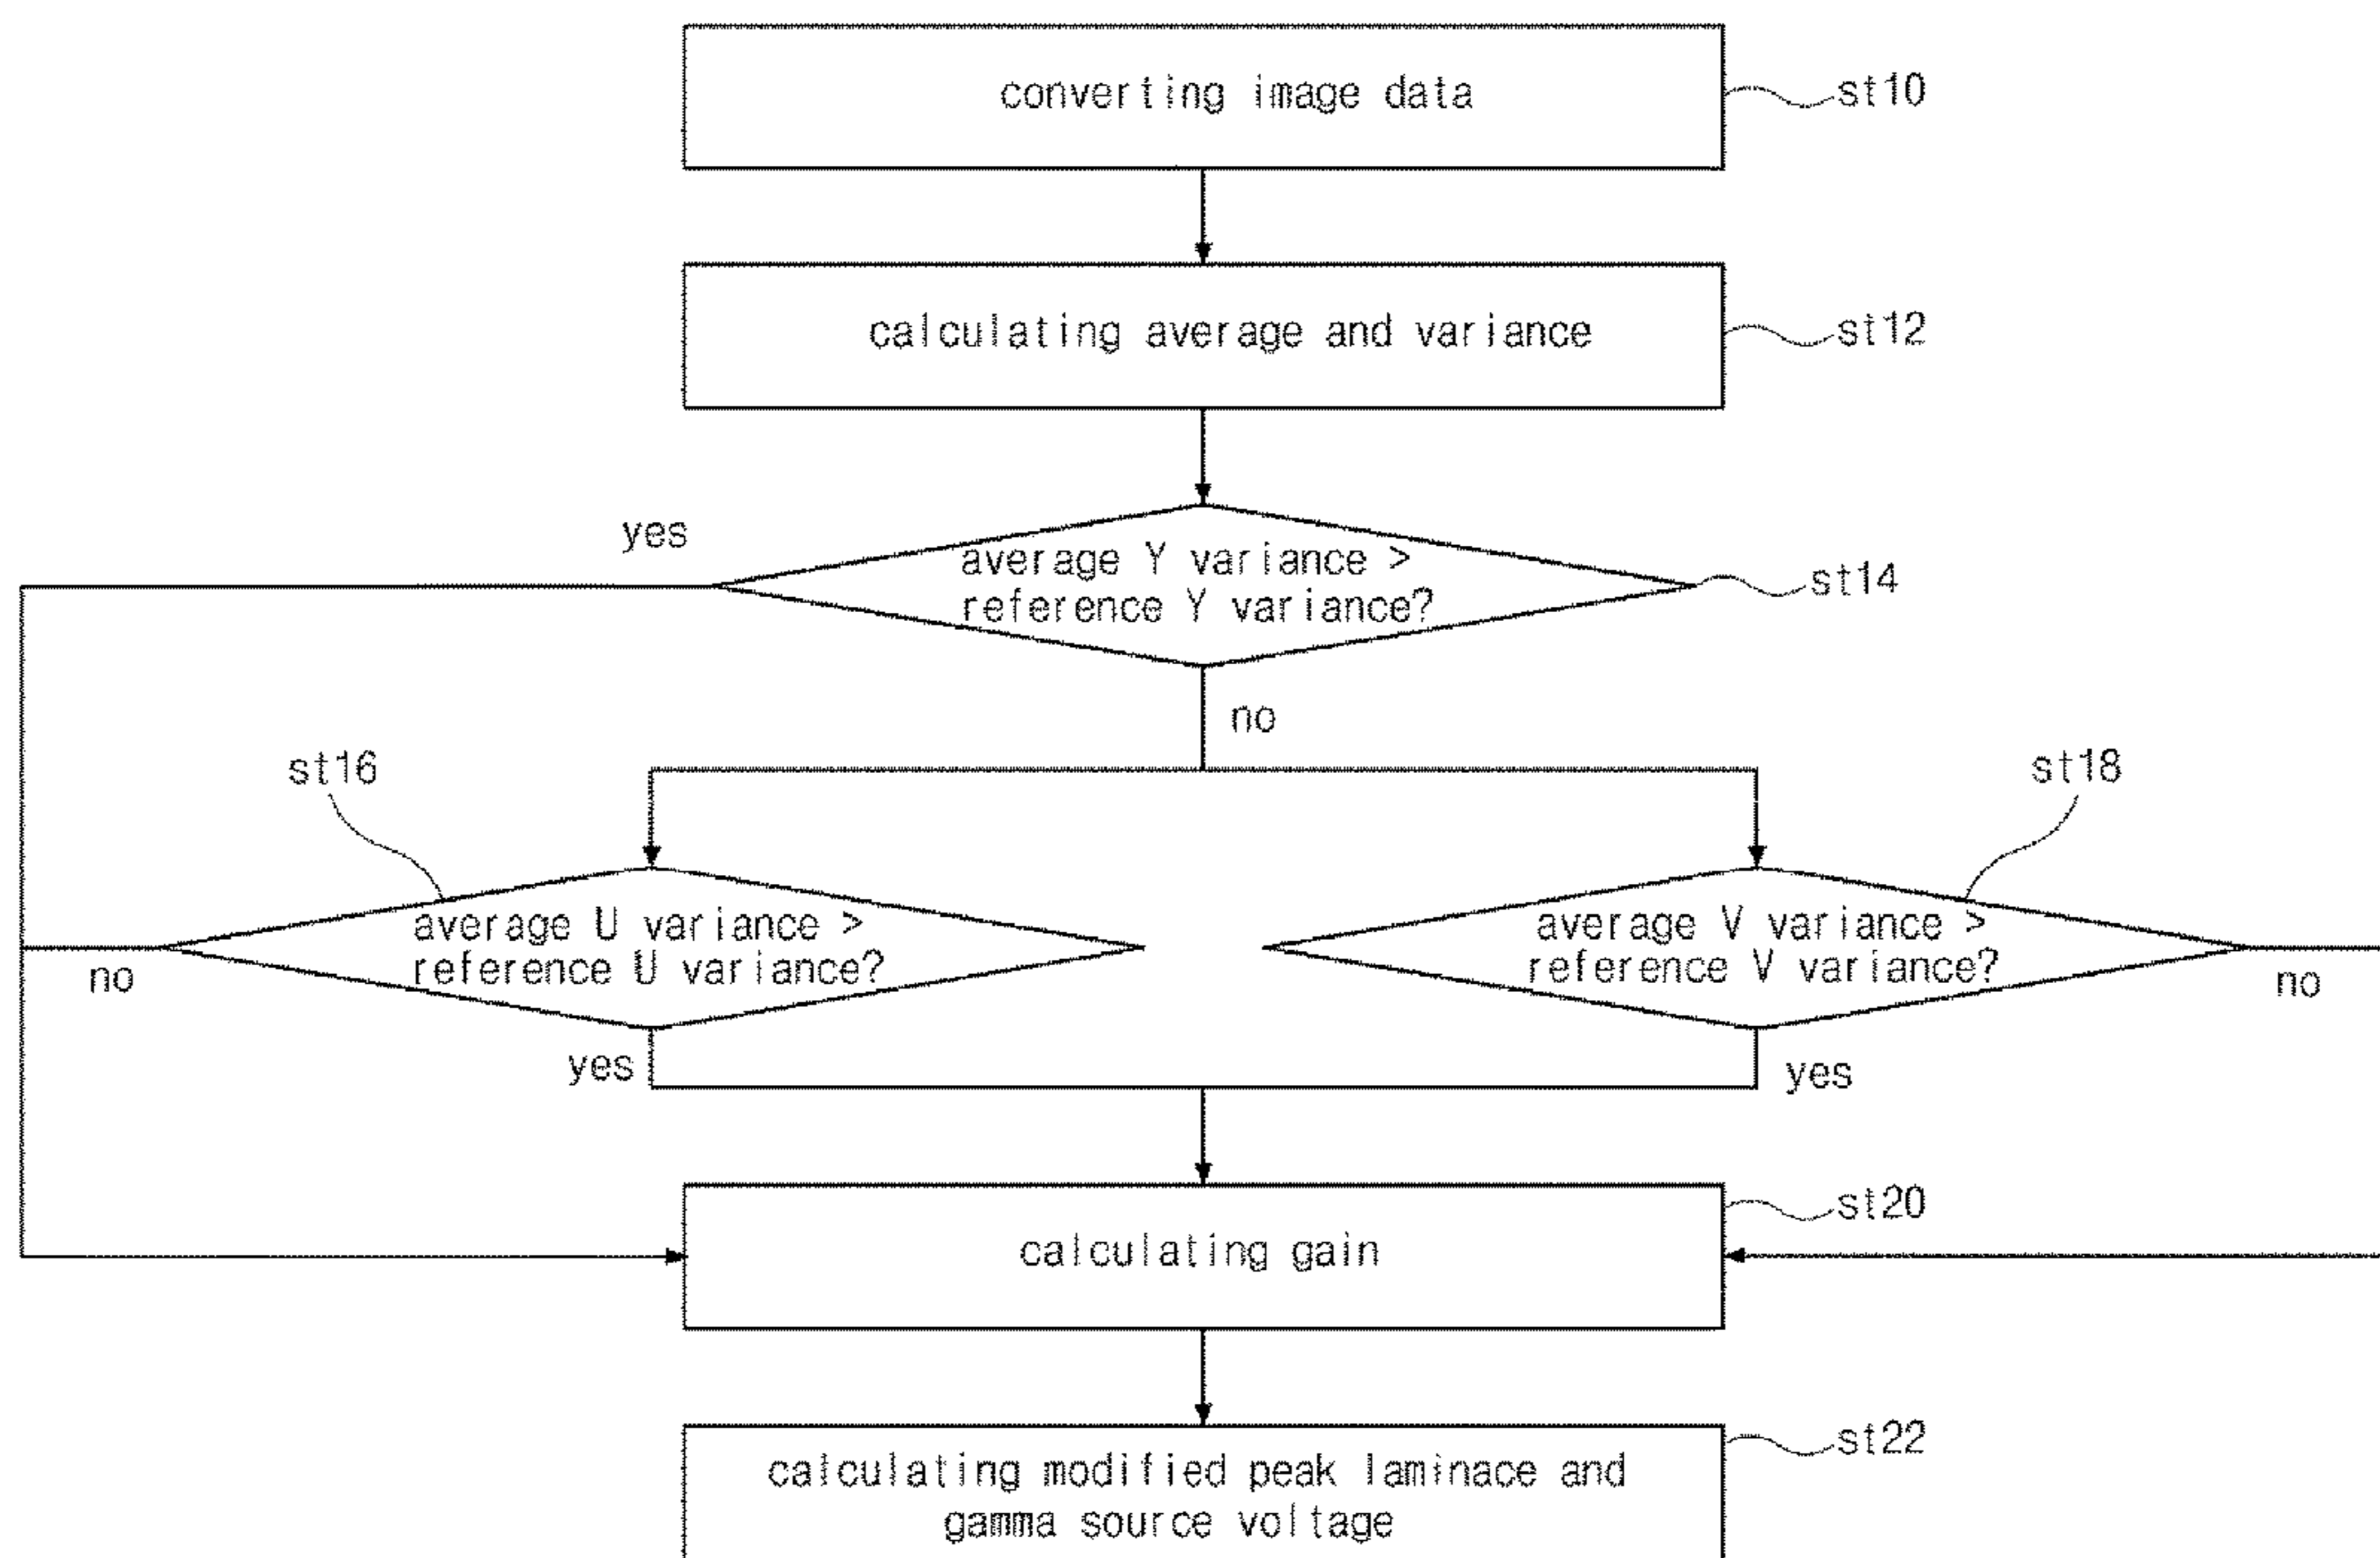 converting image data
st10
calculating average and variance
st12
yes
average Y variance >
reference Y variance?
st14
no
st16
st18
average U variance >
reference U variance?
average V variance >
reference V variance?
no
no
yes
yes
st20
calculating gain
st22
calculating modified peak laminace and
gamma source voltage